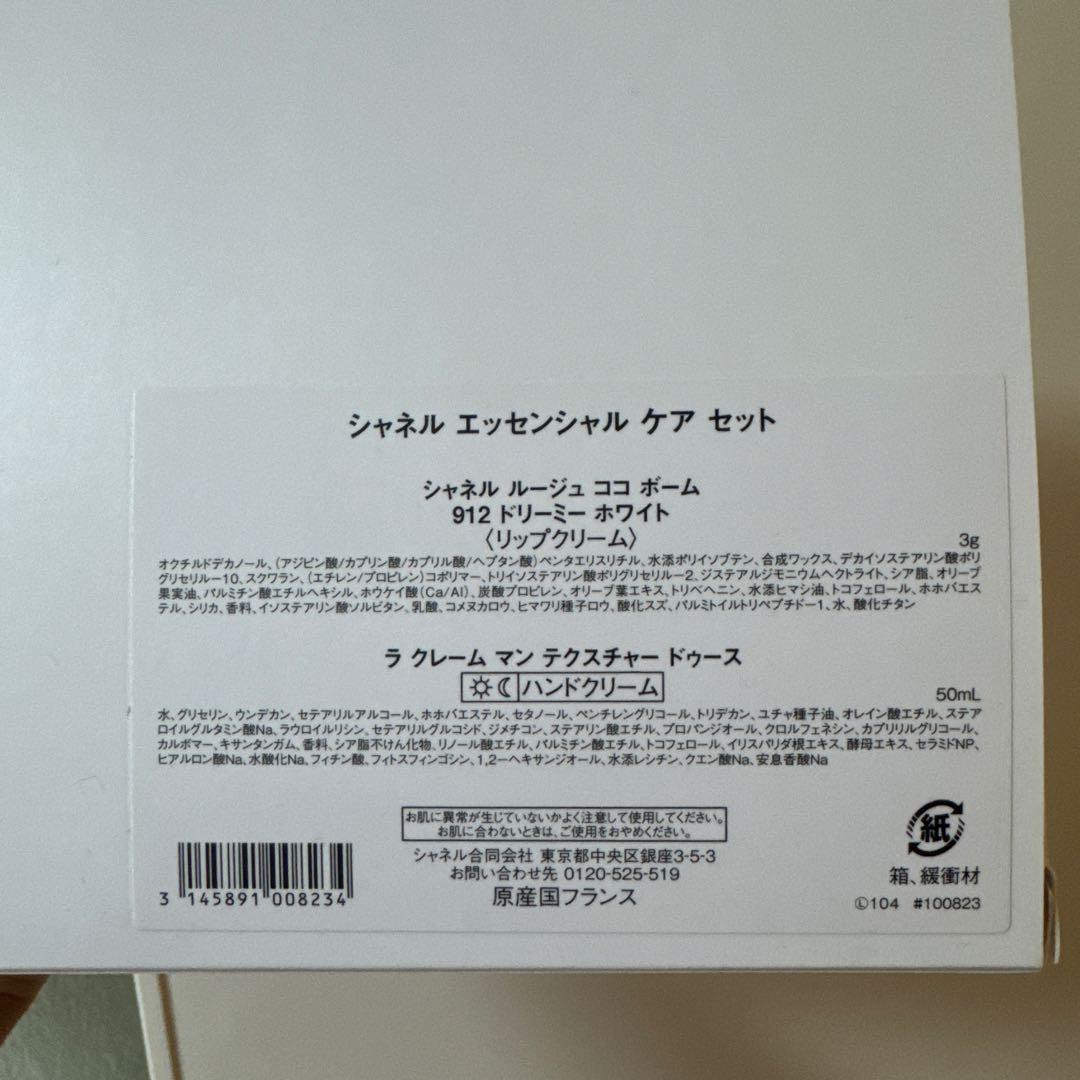 シャネル エッセンシャル ケア セット
シャネル ルージュ ココ ボーム
912 ドリーミー ホワイト
〈リップクリーム〉
3g
オクチルドデカノール、(アジピン酸/カプリン酸/カプリル酸/ヘプタン酸)ペンタエリスリチル、水添ポリイソブテン、合成ワックス、デカイソステアリン酸ポリ
グリセリルー10、スクワラン、(エチレン/プロピレン)コポリマー、トリイソステアリン酸ポリグリセリルー2、ジステアルジモニウムヘクトライト、シア脂、オリーブ
果実油、パルミチン酸エチルヘキシル、ホウケイ酸(Ca/Al)、炭酸プロピレン、オリーブ葉エキス、トリベヘニン、水添ヒマシ油、トコフェロール、ホホバエス
テル、シリカ、香料、イソステアリン酸ソルビタン、乳酸、コメヌカロウ、ヒマワリ種子ロウ、酸化スズ、パルミトイルトリペプチドー1、水、酸化チタン
ラ クレーム マン テクスチャー ドゥース
ハンドクリーム
50mL
水、グリセリン、ウンデカン、セテアリルアルコール、ホホバエステル、セタノール、ペンチレングリコール、トリデカン、ユチャ種子油、オレイン酸エチル、ステア
ロイルグルタミン酸Na、ラウロイルリシン、セテアリルグルコシド、ジメチコン、ステアリン酸エチル、プロパンジオール、クロルフェネシン、カプリリルグリコール、
カルボマー、キサンタンガム、香料、シア脂不けん化物、リノール酸エチル、パルミチン酸エチル、トコフェロール、イリスパリダ根エキス、酵母エキス、セラミドNP、
ヒアルロン酸Na、水酸化Na、フィチン酸、フィトスフィンゴシン、1,2ーヘキサンジオール、水添レシチン、クエン酸Na、安息香酸Na
お肌に異常が生じていないかよく注意して使用してください。
お肌に合わないときは、ご使用をおやめください。
シャネル合同会社 東京都中央区銀座3-5-3
お問い合わせ先 0120-525-519
原産国フランス
3 145891 008234
紙
箱、緩衝材
Ⓛ104 #100823